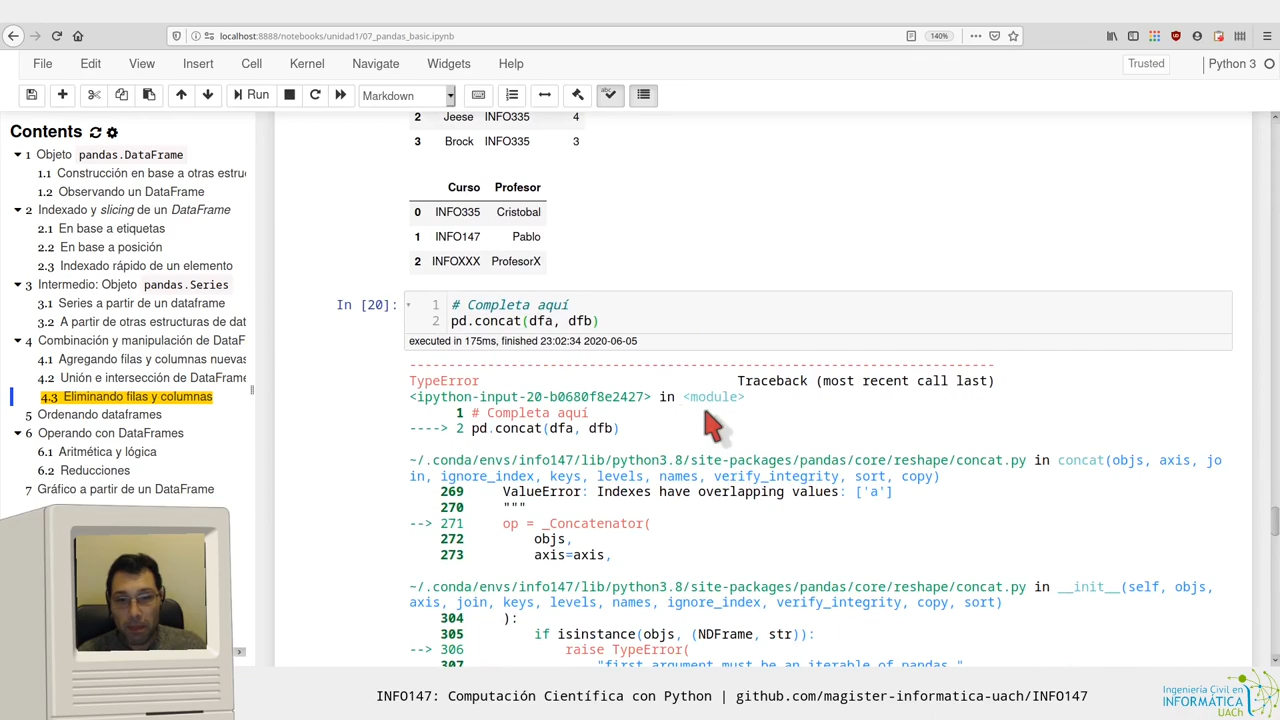 localhost:8888/notebooks/unidad1/07_pandas_basic.ipynb
140%
File Edit View Insert Cell Kernel Navigate Widgets Help
Trusted
Python 3
Run
Markdown
Contents
1 Objeto pandas.DataFrame
1.1 Construcción en base a otras estru
1.2 Observando un DataFrame
2 Indexado y slicing de un DataFrame
2.1 En base a etiquetas
2.2 En base a posición
2.3 Indexado rápido de un elemento
3 Intermedio: Objeto pandas.Series
3.1 Series a partir de un dataframe
3.2 A partir de otras estructuras de dat
4 Combinación y manipulación de DataF
4.1 Agregando filas y columnas nuevas
4.2 Unión e intersección de DataFrame
4.3 Eliminando filas y columnas
5 Ordenando dataframes
6 Operando con DataFrames
6.1 Aritmética y lógica
6.2 Reducciones
7 Gráfico a partir de un DataFrame
2 Jeese INFO335 4
3 Brock INFO335 3
Curso Profesor
0 INFO335 Cristobal
1 INFO147 Pablo
2 INFOXXX ProfesorX
In [20]:
1 # Completa aquí
2 pd.concat(dfa, dfb)
executed in 175ms, finished 23:02:34 2020-06-05
---------------------------------------------------------------------------
TypeError Traceback (most recent call last)
<ipython-input-20-b0680f8e2427> in <module>
1 # Completa aquí
----> 2 pd.concat(dfa, dfb)
~/.conda/envs/info147/lib/python3.8/site-packages/pandas/core/reshape/concat.py in concat(objs, axis, jo
in, ignore_index, keys, levels, names, verify_integrity, sort, copy)
269 ValueError: Indexes have overlapping values: ['a']
270 """
--> 271 op = _Concatenator(
272 objs,
273 axis=axis,
~/.conda/envs/info147/lib/python3.8/site-packages/pandas/core/reshape/concat.py in __init__(self, objs,
axis, join, keys, levels, names, ignore_index, verify_integrity, copy, sort)
304 ):
305 if isinstance(objs, (NDFrame, str)):
--> 306 raise TypeError(
307 "first argument must be an iterable of pandas "
INFO147: Computación Científica con Python | github.com/magister-informatica-uach/INFO147
Ingeniería Civil en
INFORMÁTICA
UACh